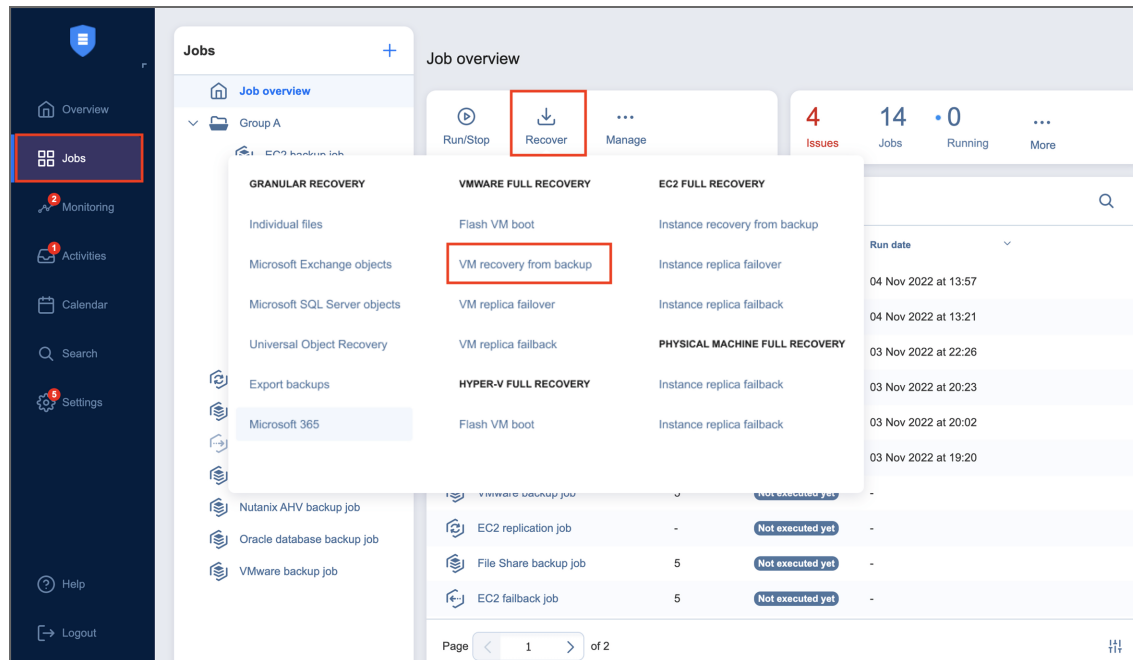 Overview
Jobs
2
Monitoring
1
Activities
Calendar
Search
5
Settings
Help
Logout
Jobs
Job overview
Group A
EC2 backup job
Nutanix AHV backup job
Oracle database backup job
VMware backup job
Job overview
Run/Stop
Recover
Manage
4
Issues
14
Jobs
0
Running
More
GRANULAR RECOVERY
Individual files
Microsoft Exchange objects
Microsoft SQL Server objects
Universal Object Recovery
Export backups
Microsoft 365
VMWARE FULL RECOVERY
Flash VM boot
VM recovery from backup
VM replica failover
VM replica failback
HYPER-V FULL RECOVERY
Flash VM boot
EC2 FULL RECOVERY
Instance recovery from backup
Instance replica failover
Instance replica failback
PHYSICAL MACHINE FULL RECOVERY
Instance replica failback
Instance replica failback
Run date
04 Nov 2022 at 13:57
04 Nov 2022 at 13:21
03 Nov 2022 at 22:26
03 Nov 2022 at 20:23
03 Nov 2022 at 20:02
03 Nov 2022 at 19:20
VMware backup job 5 Not executed yet -
EC2 replication job - Not executed yet -
File Share backup job 5 Not executed yet -
EC2 failback job 5 Not executed yet -
Page 1 of 2